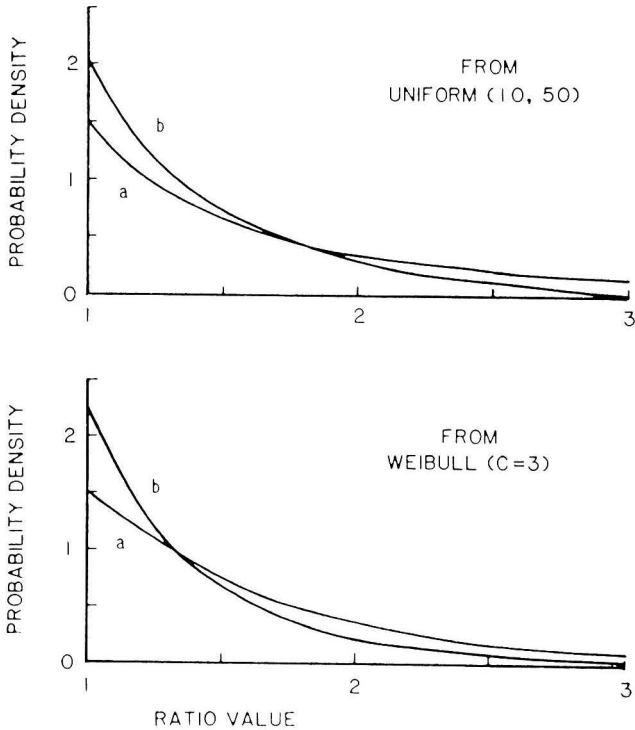 PROBABILITY DENSITY
2
1
0
b
a
FROM
UNIFORM (10, 50)
1
2
3
PROBABILITY DENSITY
2
1
0
b
a
FROM
WEIBULL (C=3)
1
2
3
RATIO VALUE